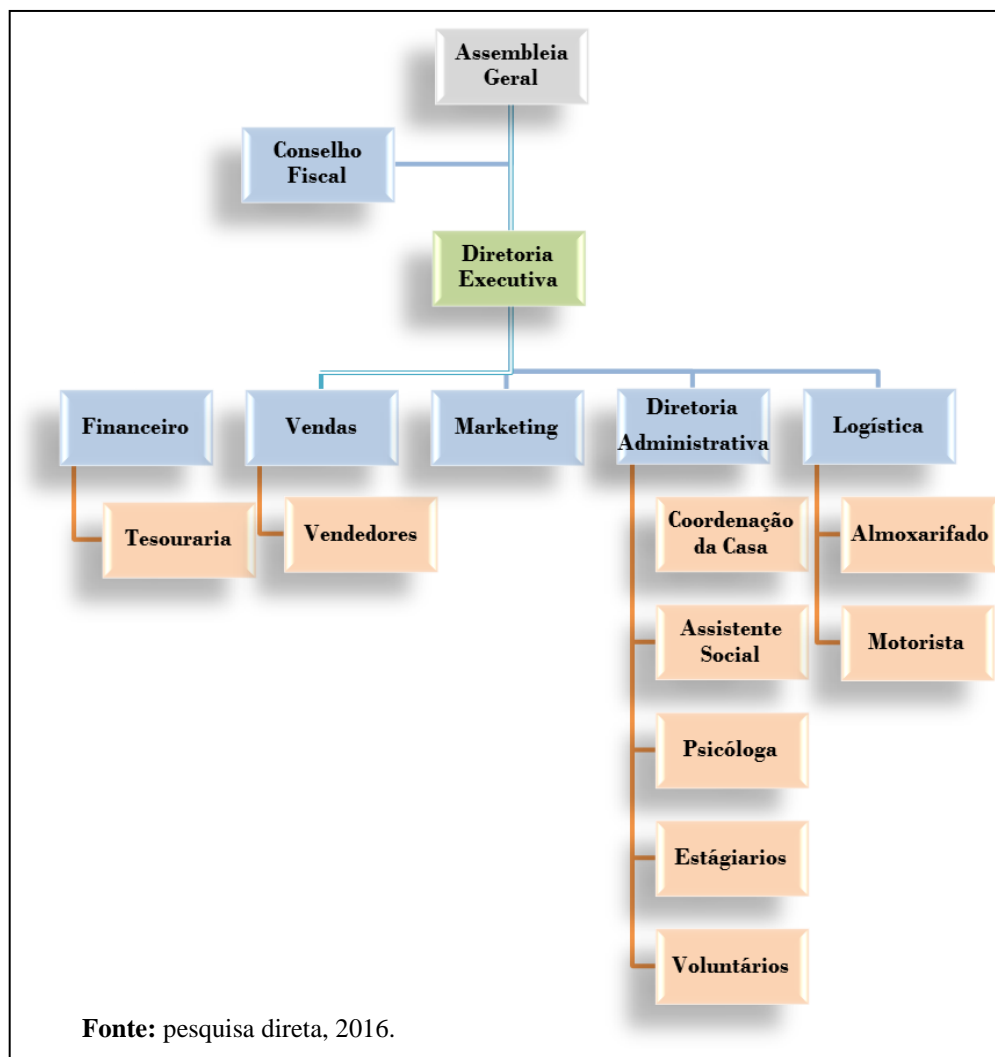 Assembleia
Geral
Conselho
Fiscal
Diretoria
Executiva
Financeiro
Vendas
Marketing
Diretoria
Administrativa
Logística
Tesouraria
Vendedores
Coordenação
da Casa
Assistente
Social
Psicóloga
Estágiarios
Voluntários
Almoxarifado
Motorista
Fonte: pesquisa direta, 2016.